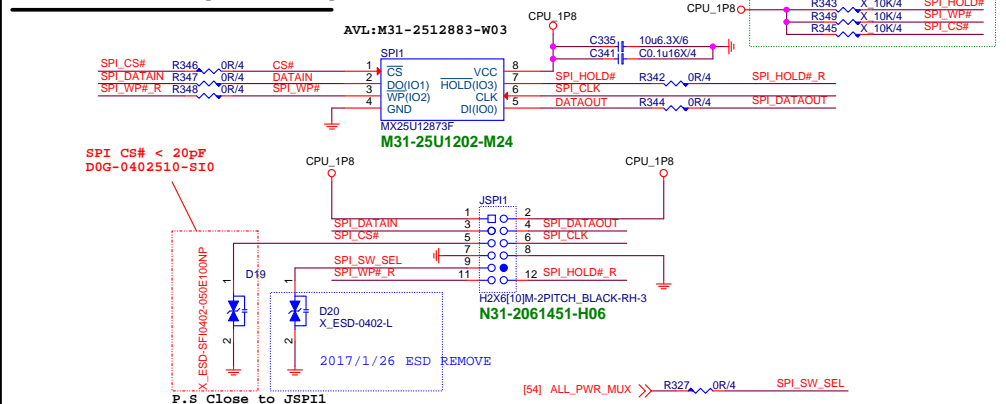 CPU_1P8
CPU_1P8
R343 X_10K/4 SPI_HOLD#
R349 X_10K/4 SPI_WP#
R345 X_10K/4 SPI_CS#
AVL:M31-2512883-W03
C335 10u6.3X/6
C341 C0.1u16X/4
SPI1
SPI_CS# R346 0R/4 CS# 1 CS VCC 8
SPI_DATAIN R347 0R/4 DATAIN 2 DO(IO1) HOLD(IO3) 7 SPI_HOLD# R342 0R/4 SPI_HOLD#_R
SPI_WP#_R R348 0R/4 SPI_WP# 3 WP(IO2) CLK 6 SPI_CLK
4 GND DI(IO0) 5 DATAOUT R344 0R/4 SPI_DATAOUT
MX25U12873F
M31-25U1202-M24
SPI CS# < 20pF
D0G-0402510-SI0
CPU_1P8
CPU_1P8
JSPI1
1 2
SPI_DATAIN 3 4 SPI_DATAOUT
SPI_CS# 5 6 SPI_CLK
7 8
SPI_SW_SEL 9
SPI_WP#_R 11 12 SPI_HOLD#_R
H2X6[10]M-2PITCH_BLACK-RH-3
N31-2061451-H06
X_ESD-SFI0402-050E100NP
1
D19
2
1
D20
X_ESD-0402-L
2
2017/1/26 ESD REMOVE
P.S Close to JSPI1
[54] ALL_PWR_MUX R327 0R/4 SPI_SW_SEL